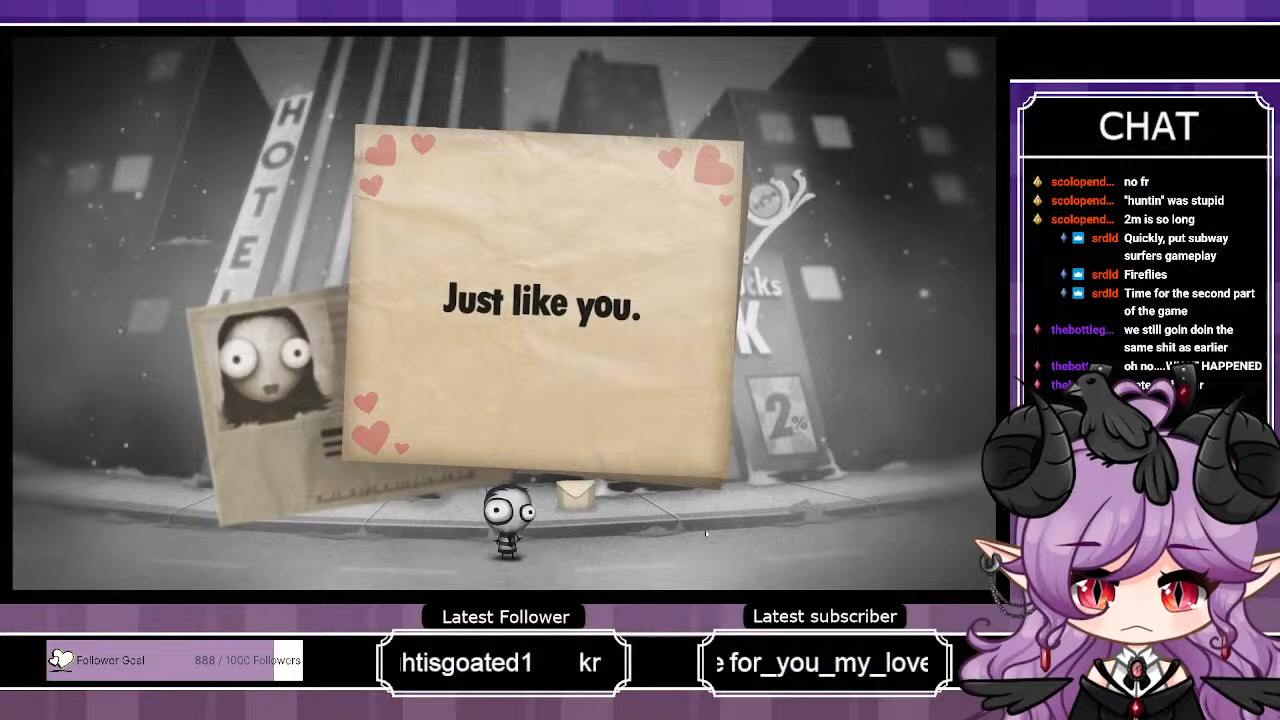 HOTEL
Just like you.
2%
CHAT
scolopend... no fr
scolopend... "huntin" was stupid
scolopend... 2m is so long
srdld Quickly, put subway
surfers gameplay
srdld Fireflies
srdld Time for the second part
of the game
thebottleg... we still goin doin the
same shit as earlier
oh no.... HAPPENED
Latest Follower
Latest subscriber
Follower Goal 888 / 1000 Followers
htisgoated1 kr
for_you_my_love